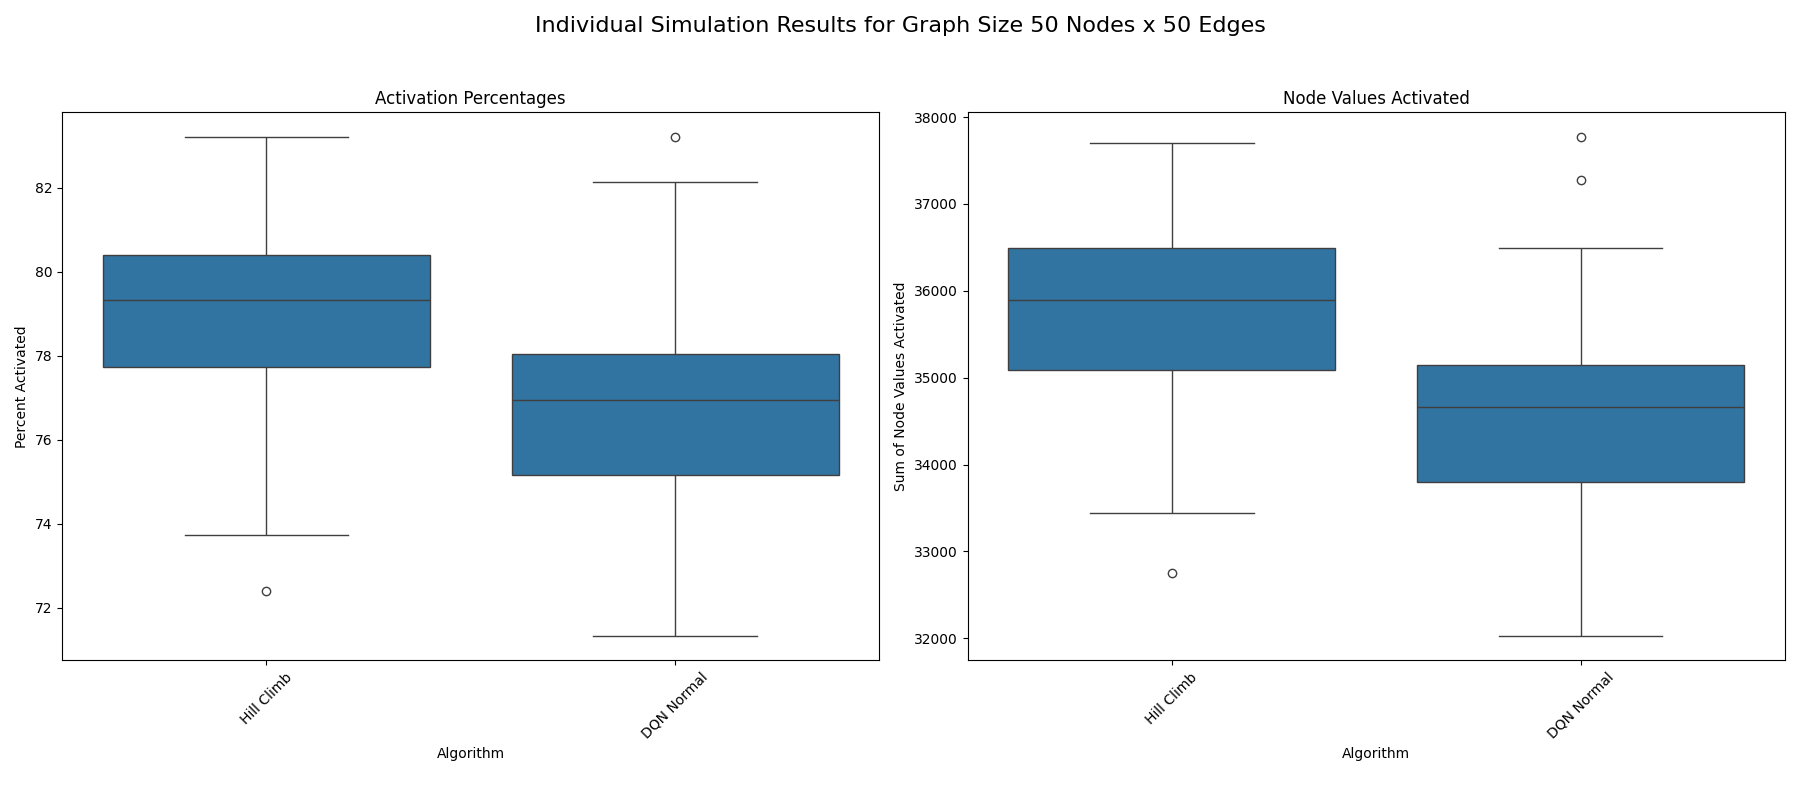 Individual Simulation Results for Graph Size 50 Nodes x 50 Edges
Activation Percentages
Percent Activated
82
80
78
76
74
72
Hill Climb
DQN Normal
Algorithm
Node Values Activated
Sum of Node Values Activated
38000
37000
36000
35000
34000
33000
32000
Hill Climb
DQN Normal
Algorithm